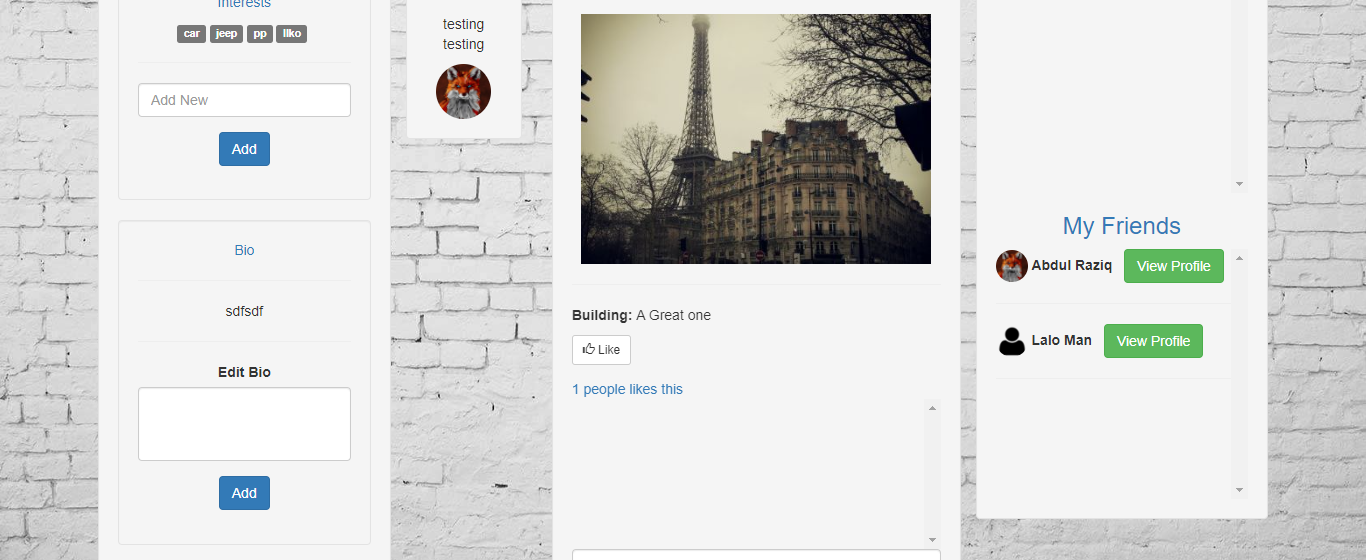 Interests
car jeep pp llko
Add New
Add
Bio
sdfsdf
Edit Bio
Add
testing
testing
Building: A Great one
Like
1 people likes this
My Friends
Abdul Raziq View Profile
Lalo Man View Profile